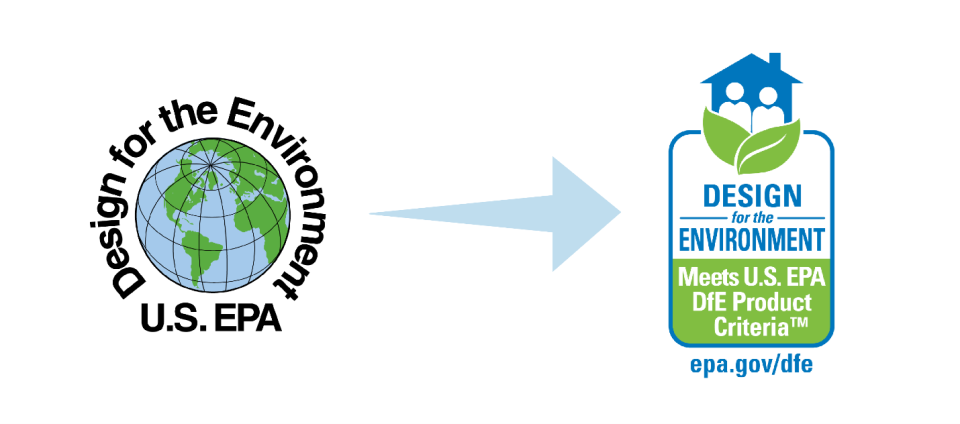 Design for the Environment
U.S. EPA
DESIGN
for the
ENVIRONMENT
Meets U.S. EPA
DfE Product
Criteria™
epa.gov/dfe